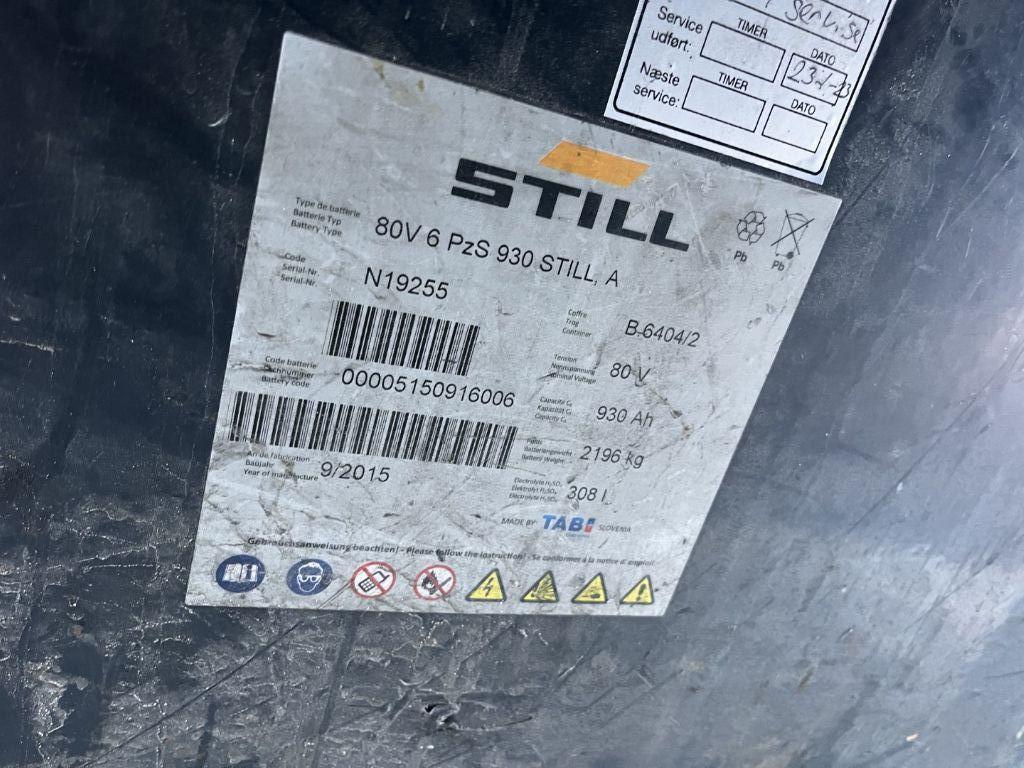 Service
udført:
TIMER
DATO
23-1-23
Næste
service:
TIMER
DATO
STILL
Pb
Pb
Type de batterie
Batterie Typ
Battery Type
80V 6 PzS 930 STILL, A
Code
Serial-Nr.
Serial-Nr.
N19255
Coffre
Trog
Container
B-6404/2
Tension
Nennspannung
Nominal Voltage
80 V
Code batterie
Battery code
00005150916006
Capacité C₅
Kapazität C₅
Capacity C₅
930 Ah
Poids
Batteriegewicht
Battery Weight
2196 kg
An de fabrication
Baujahr
Year of manufacture
9/2015
Electrolyte H₂SO₄
Elektrolyt H₂SO₄
Electrolyte H₂SO₄
308 l
MADE BY TAB SLOVENIA
Gebrauchsanweisung beachten! - Please follow the instruction! - Se conformer à la notice d'emploi!